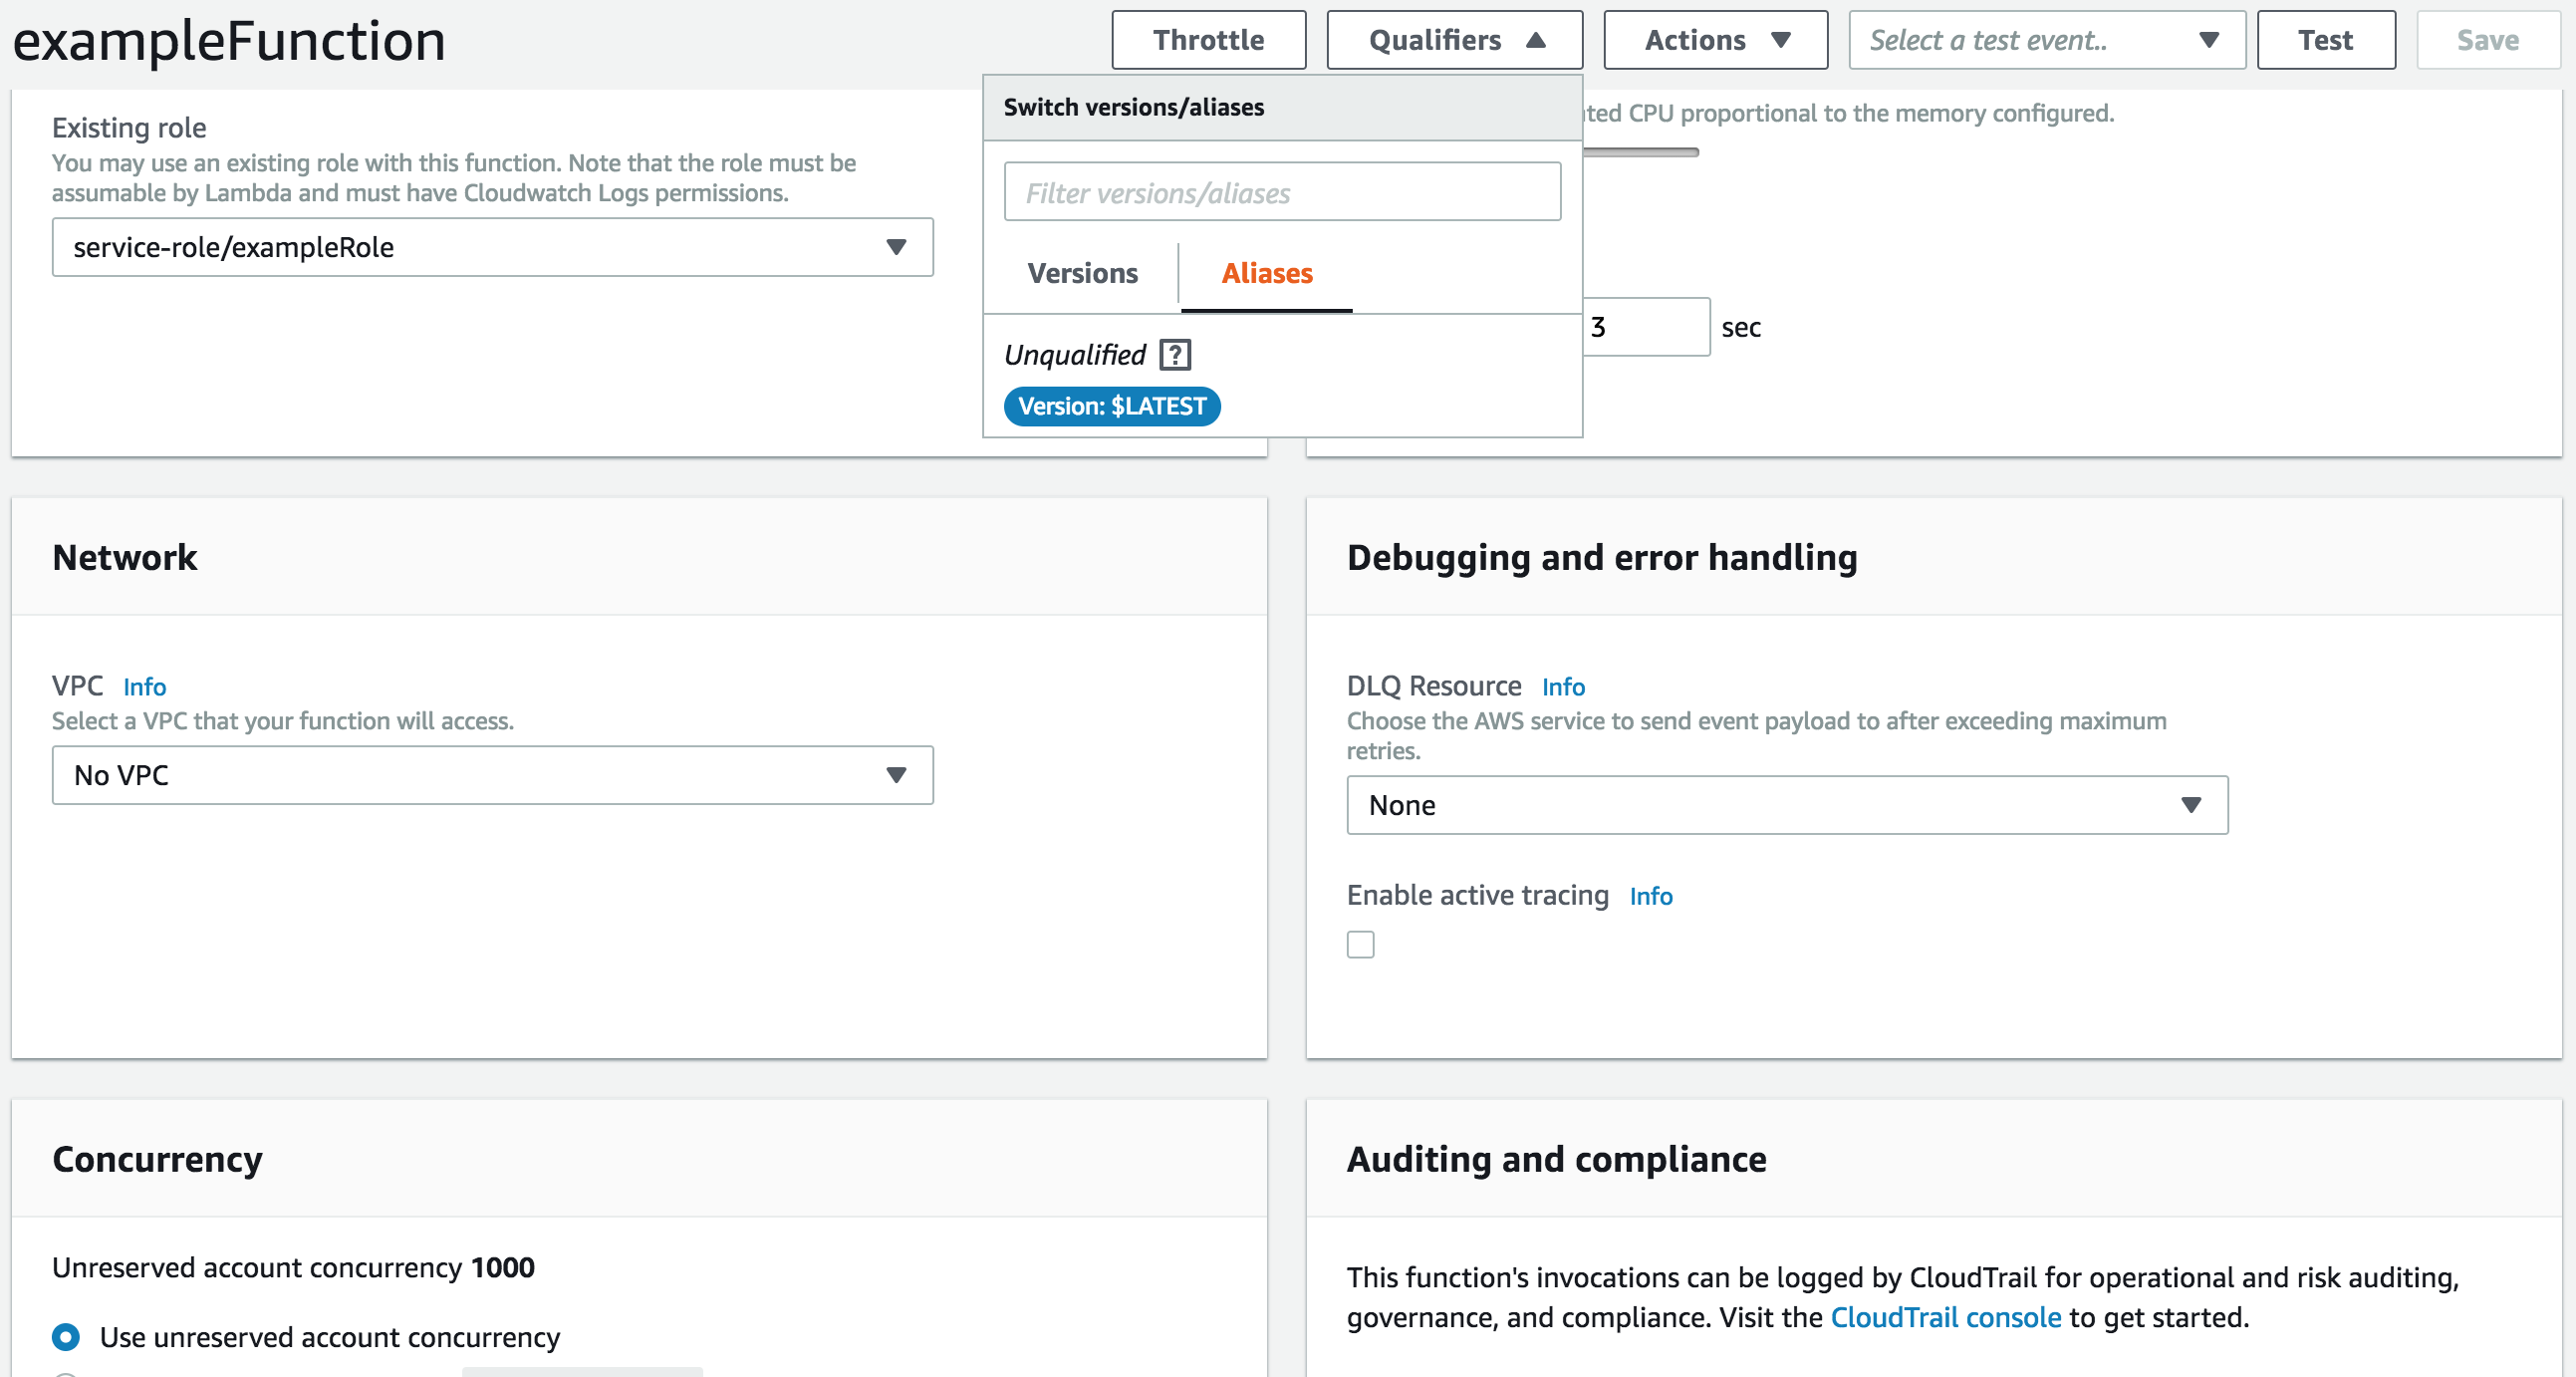 exampleFunction
Throttle
Qualifiers
Actions
Select a test event..
Test
Save
Existing role
You may use an existing role with this function. Note that the role must be
assumable by Lambda and must have Cloudwatch Logs permissions.
service-role/exampleRole
Switch versions/aliases
Filter versions/aliases
Versions
Aliases
Unqualified ?
Version: $LATEST
CPU proportional to the memory configured.
3 sec
Network
VPC Info
Select a VPC that your function will access.
No VPC
Debugging and error handling
DLQ Resource Info
Choose the AWS service to send event payload to after exceeding maximum
retries.
None
Enable active tracing Info
Concurrency
Unreserved account concurrency 1000
Use unreserved account concurrency
Auditing and compliance
This function's invocations can be logged by CloudTrail for operational and risk auditing,
governance, and compliance. Visit the CloudTrail console to get started.